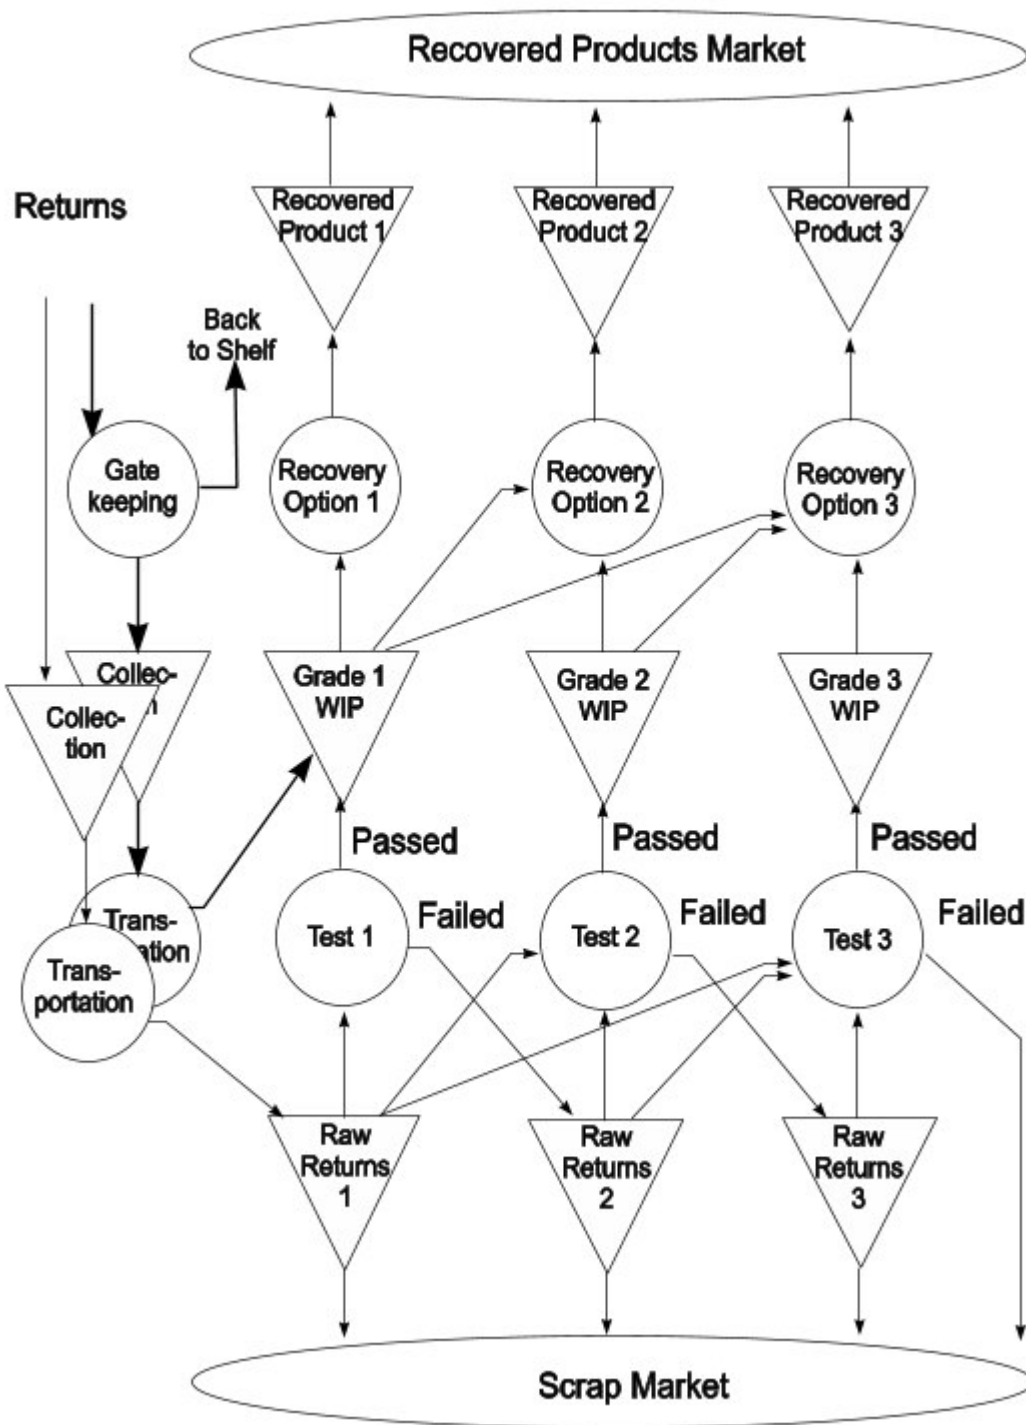 Recovered Products Market
Returns
Recovered
Product 1
Recovered
Product 2
Recovered
Product 3
Back
to Shelf
Gate
keeping
Recovery
Option 1
Recovery
Option 2
Recovery
Option 3
Collec-
Collec-
tion
Grade 1
WIP
Grade 2
WIP
Grade 3
WIP
Passed
Passed
Passed
Failed
Failed
Failed
Trans-
ation
Trans-
portation
Test 1
Test 2
Test 3
Raw
Returns
1
Raw
Returns
2
Raw
Returns
3
Scrap Market